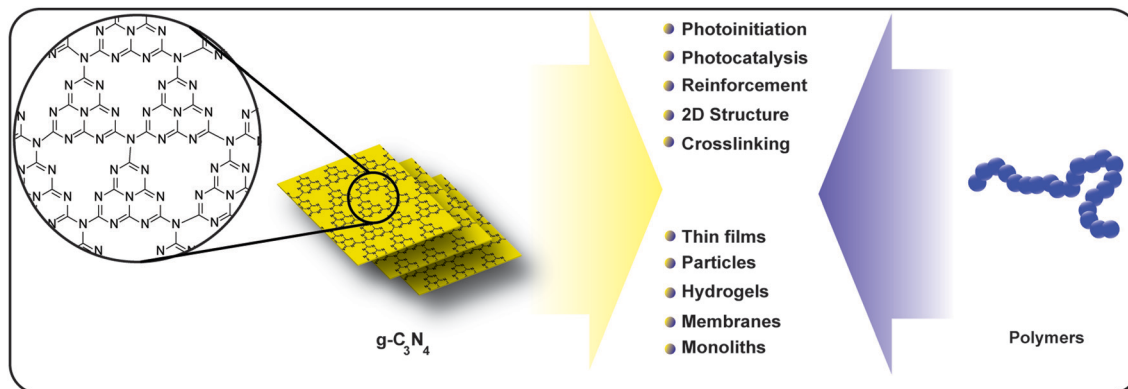 Photoinitiation
Photocatalysis
Reinforcement
2D Structure
Crosslinking
Thin films
Particles
Hydrogels
Membranes
Monoliths
g-C₃N₄
Polymers